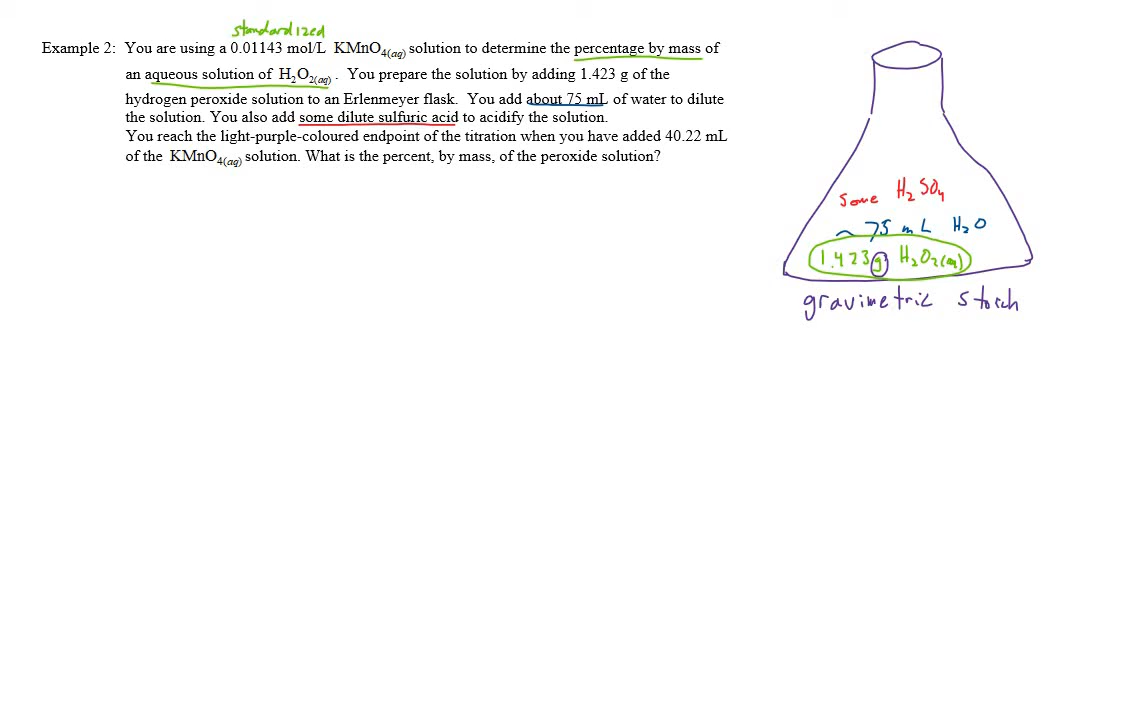 standardized
Example 2: You are using a 0.01143 mol/L KMnO4(aq) solution to determine the percentage by mass of
an aqueous solution of H2O2(aq) . You prepare the solution by adding 1.423 g of the
hydrogen peroxide solution to an Erlenmeyer flask. You add about 75 mL of water to dilute
the solution. You also add some dilute sulfuric acid to acidify the solution.
You reach the light-purple-coloured endpoint of the titration when you have added 40.22 mL
of the KMnO4(aq) solution. What is the percent, by mass, of the peroxide solution?
some H2SO4
~75 mL H2O
1.423g H2O2(aq)
gravimetric stoich